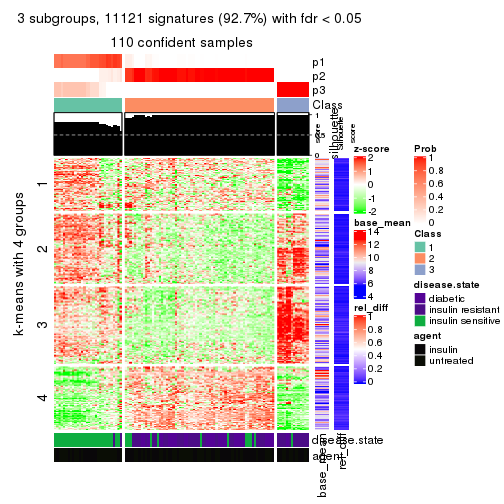 3 subgroups, 11121 signatures (92.7%) with fdr < 0.05
110 confident samples
p1
p2
p3
Class
1
0.5
0
silhouette
score
k-means with 4 groups
1
2
3
4
disease.state
agent
base_mean
rel_diff
z-score
2
1
0
-1
-2
base_mean
14
12
10
8
6
4
rel_diff
1
0.8
0.6
0.4
0.2
0
Prob
1
0.8
0.6
0.4
0.2
0
Class
1
2
3
disease.state
diabetic
insulin resistant
insulin sensitive
agent
insulin
untreated